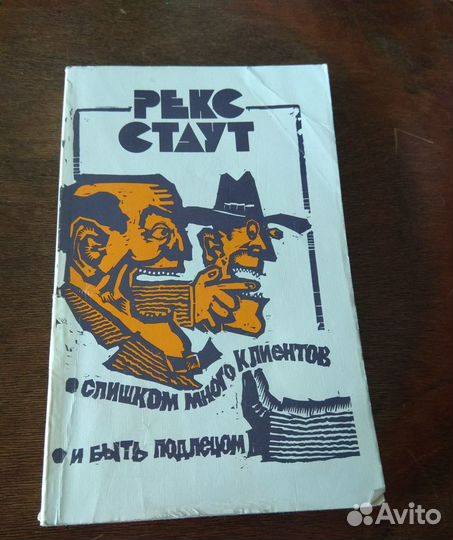 РЕКС
СТАУТ
СЛИШКОМ МНОГО КЛИЕНТОВ
И БЫТЬ ПОДЛЕЦОМ
Avito